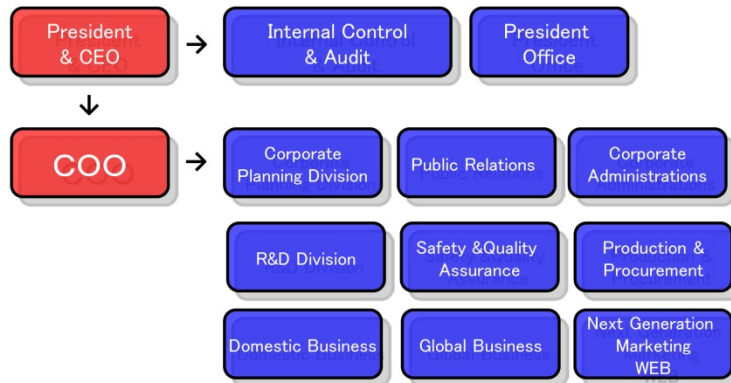 President
& CEO
Internal Control
& Audit
President
Office
COO
Corporate
Planning Division
Public Relations
Corporate
Administrations
R&D Division
Safety &Quality
Assurance
Production &
Procurement
Domestic Business
Global Business
Next Generation
Marketing
WEB